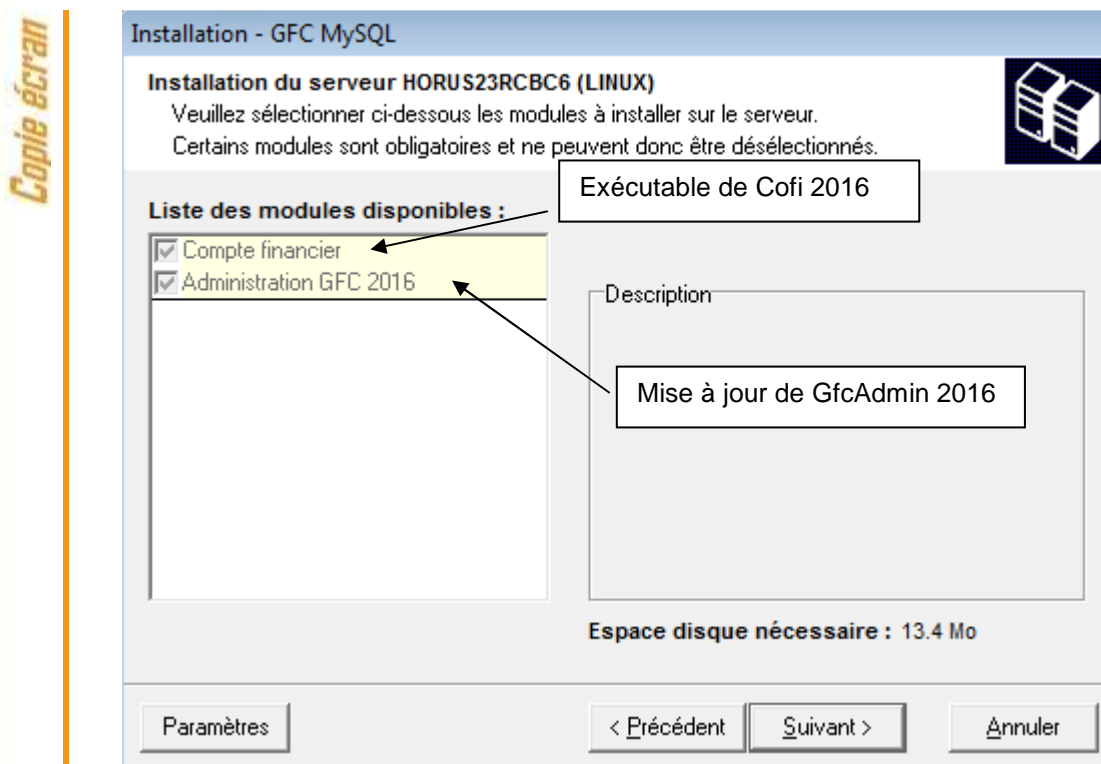 Copie écran
Installation - GFC MySQL
Installation du serveur HORUS23RCBC6 (LINUX)
Veuillez sélectionner ci-dessous les modules à installer sur le serveur.
Certains modules sont obligatoires et ne peuvent donc être désélectionnés.
Exécutable de Cofi 2016
Liste des modules disponibles :
Compte financier
Administration GFC 2016
Description
Mise à jour de GfcAdmin 2016
Espace disque nécessaire : 13.4 Mo
Paramètres
< Précédent
Suivant >
Annuler